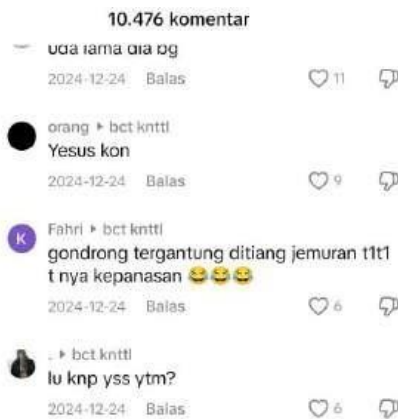 10.476 komentar
uda lama dia bg
2024-12-24 Balas 11
orang ▸ bct knttl
Yesus kon
2024-12-24 Balas 9
K
Fahri ▸ bct knttl
gondrong tergantung ditiang jemuran t1t1
t nya kepanasan 😂😂😂
2024-12-24 Balas 6
. ▸ bct knttl
lu knp yss ytm?
2024-12-24 Balas 6